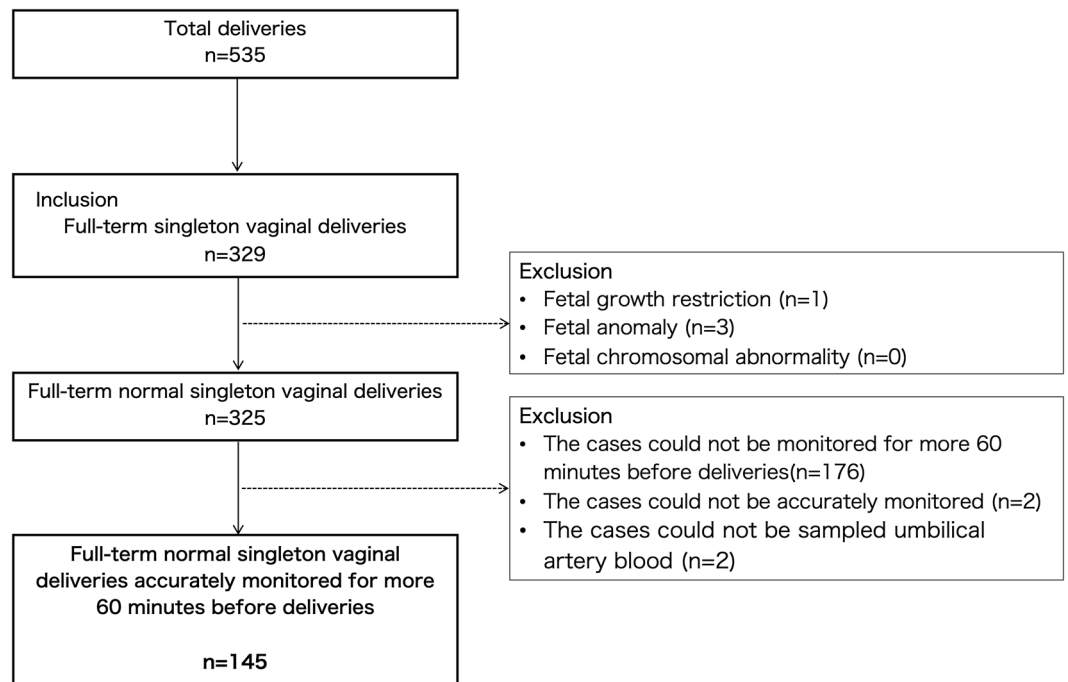 Total deliveries
n=535
Inclusion
Full-term singleton vaginal deliveries
n=329
Exclusion
• Fetal growth restriction (n=1)
• Fetal anomaly (n=3)
• Fetal chromosomal abnormality (n=0)
Full-term normal singleton vaginal deliveries
n=325
Exclusion
• The cases could not be monitored for more 60
minutes before deliveries(n=176)
• The cases could not be accurately monitored (n=2)
• The cases could not be sampled umbilical
artery blood (n=2)
Full-term normal singleton vaginal
deliveries accurately monitored for more
60 minutes before deliveries
n=145